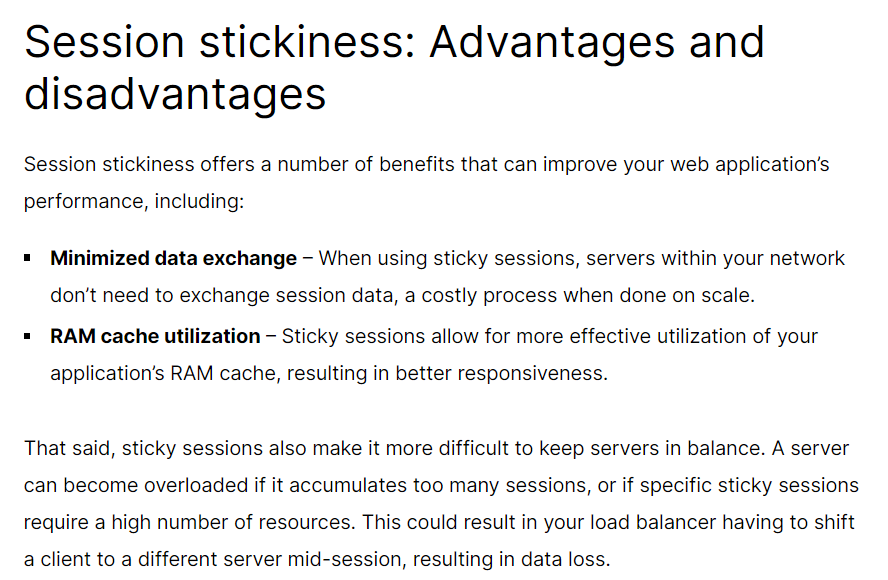 Session stickiness: Advantages and
disadvantages
Session stickiness offers a number of benefits that can improve your web application’s
performance, including:
▪ Minimized data exchange – When using sticky sessions, servers within your network
don’t need to exchange session data, a costly process when done on scale.
▪ RAM cache utilization – Sticky sessions allow for more effective utilization of your
application’s RAM cache, resulting in better responsiveness.
That said, sticky sessions also make it more difficult to keep servers in balance. A server
can become overloaded if it accumulates too many sessions, or if specific sticky sessions
require a high number of resources. This could result in your load balancer having to shift
a client to a different server mid-session, resulting in data loss.